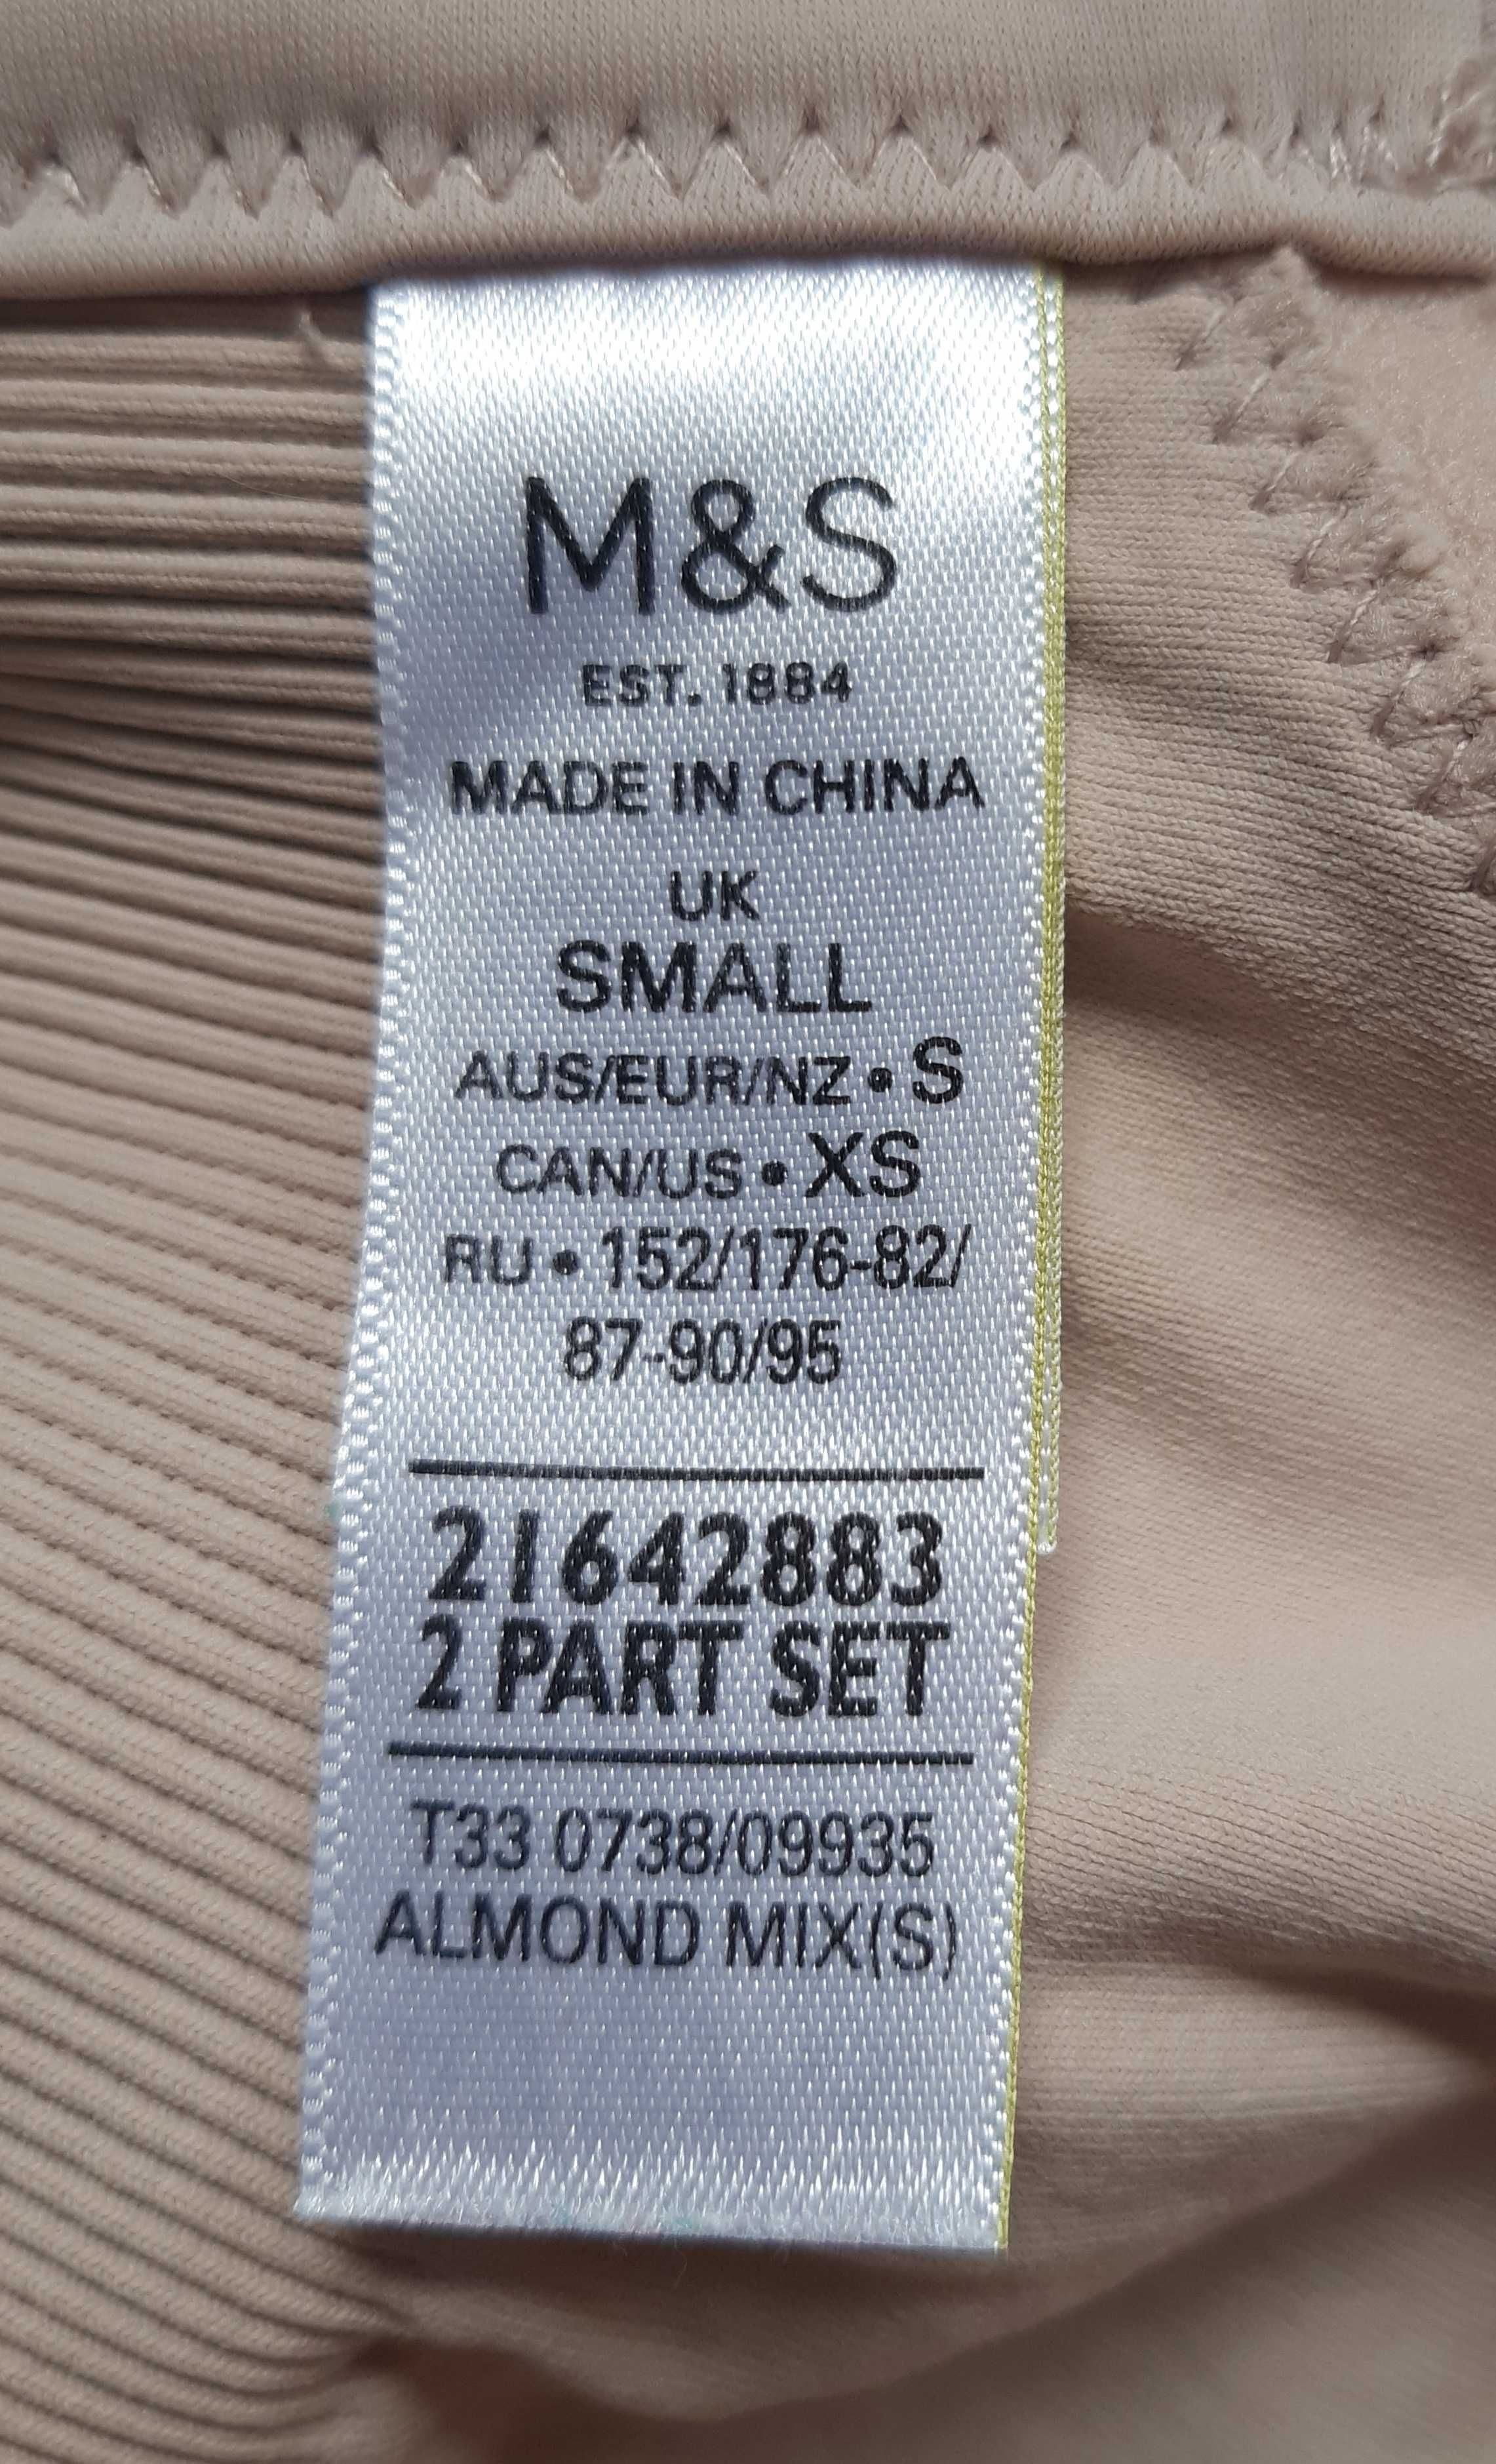 M&S
EST. 1884
MADE IN CHINA
UK
SMALL
AUS/EUR/NZ • S
CAN/US • XS
RU • 152/176-82/
87-90/95
21642883
2 PART SET
T33 0738/09935
ALMOND MIX(S)